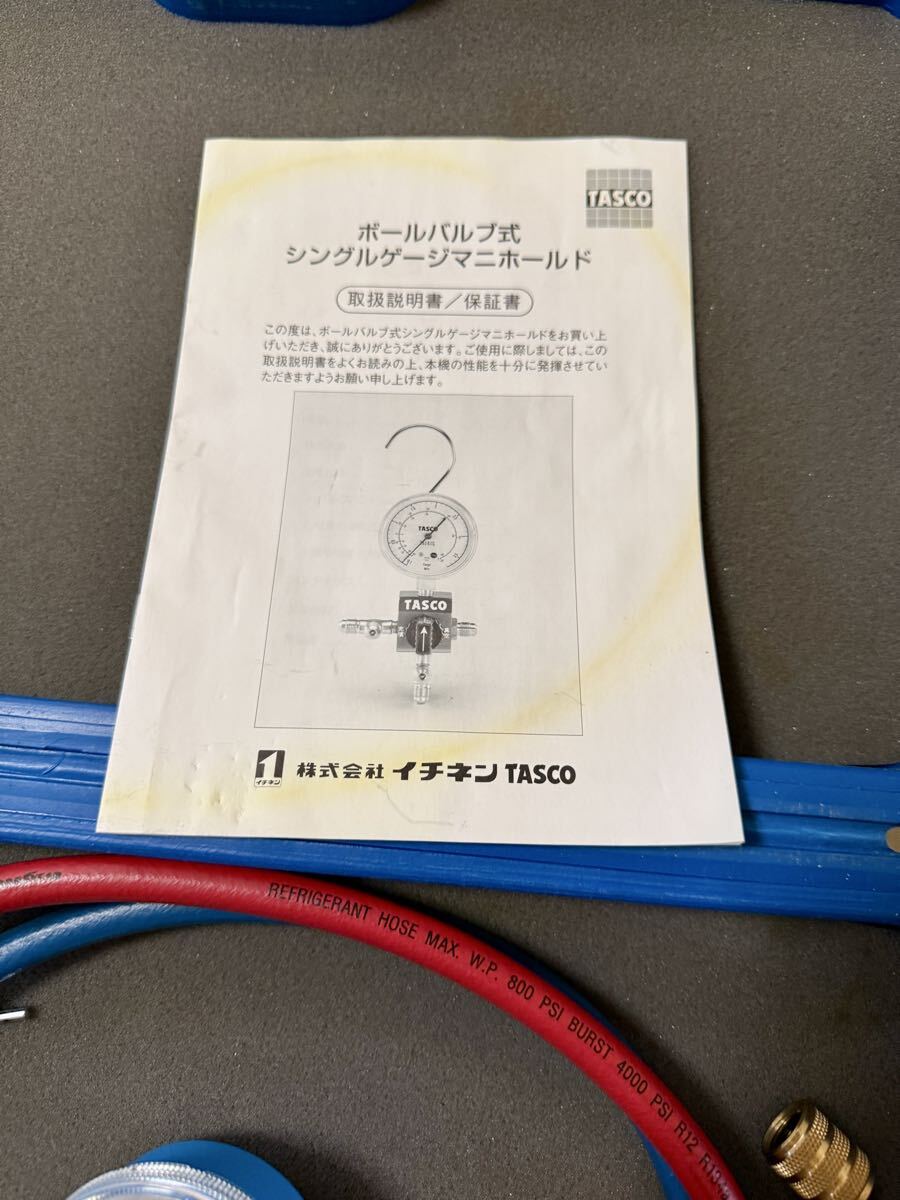 TASCO
ボールバルブ式
シングルゲージマニホールド
取扱説明書／保証書
この度は、ボールバルブ式シングルゲージマニホールドをお買い上
げいただき、誠にありがとうございます。ご使用に際しましては、この
取扱説明書をよくお読みの上、本機の性能を十分に発揮させてい
ただきますようお願い申し上げます。
TASCO
TASCO
イチネン
株式会社 イチネン TASCO
REFRIGERANT HOSE MAX. W.P. 800 PSI BURST 4000 PSI R12